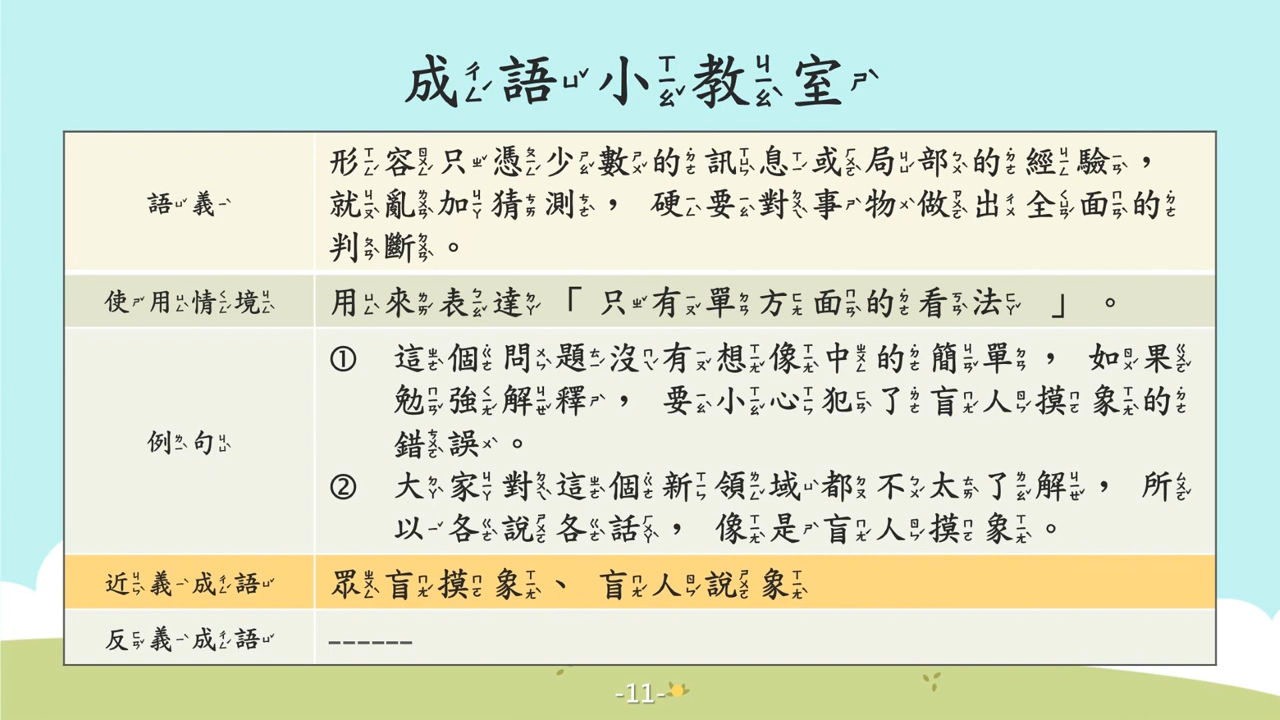 成語小教室
語義
形容只憑少數的訊息或局部的經驗，
就亂加猜測，硬要對事物做出全面的
判斷。
使用情境
用來表達「只有單方面的看法」。
例句
① 這個問題沒有想像中的簡單，如果
勉強解釋，要小心犯了盲人摸象的
錯誤。
② 大家對這個新領域都不太了解，所
以各說各話，像是盲人摸象。
近義成語
眾盲摸象、盲人說象
反義成語
------
-11-